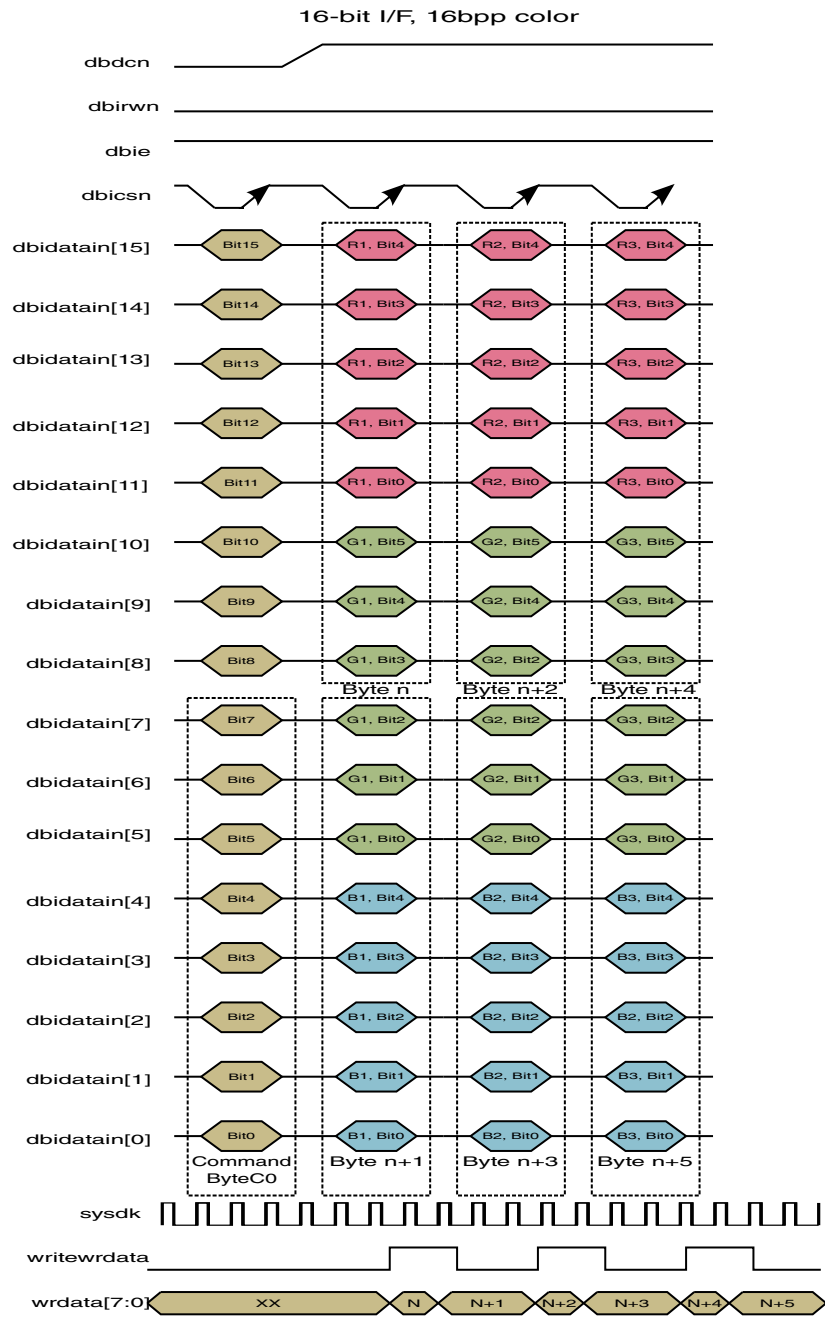 16-bit I/F, 16bpp color
dbdcn
dbirwn
dbie
dbicsn
dbidatain[15] Bit15 R1, Bit4 R2, Bit4 R3, Bit4
dbidatain[14] Bit14 R1, Bit3 R2, Bit3 R3, Bit3
dbidatain[13] Bit13 R1, Bit2 R2, Bit2 R3, Bit2
dbidatain[12] Bit12 R1, Bit1 R2, Bit1 R3, Bit1
dbidatain[11] Bit11 R1, Bit0 R2, Bit0 R3, Bit0
dbidatain[10] Bit10 G1, Bit5 G2, Bit5 G3, Bit5
dbidatain[9] Bit9 G1, Bit4 G2, Bit4 G3, Bit4
dbidatain[8] Bit8 G1, Bit3 G2, Bit2 G3, Bit3
Byte n Byte n+2 Byte n+4
dbidatain[7] Bit7 G1, Bit2 G2, Bit2 G3, Bit2
dbidatain[6] Bit6 G1, Bit1 G2, Bit1 G3, Bit1
dbidatain[5] Bit5 G1, Bit0 G2, Bit0 G3, Bit0
dbidatain[4] Bit4 B1, Bit4 B2, Bit4 B3, Bit4
dbidatain[3] Bit3 B1, Bit3 B2, Bit3 B3, Bit3
dbidatain[2] Bit2 B1, Bit2 B2, Bit2 B2, Bit2
dbidatain[1] Bit1 B1, Bit1 B2, Bit1 B3, Bit1
dbidatain[0] Bit0 B1, Bit0 B2, Bit0 B3, Bit0
Command Byte n+1 Byte n+3 Byte n+5
ByteC0
sysdk
writewrdata
wrdata[7:0] XX N N+1 N+2 N+3 N+4 N+5